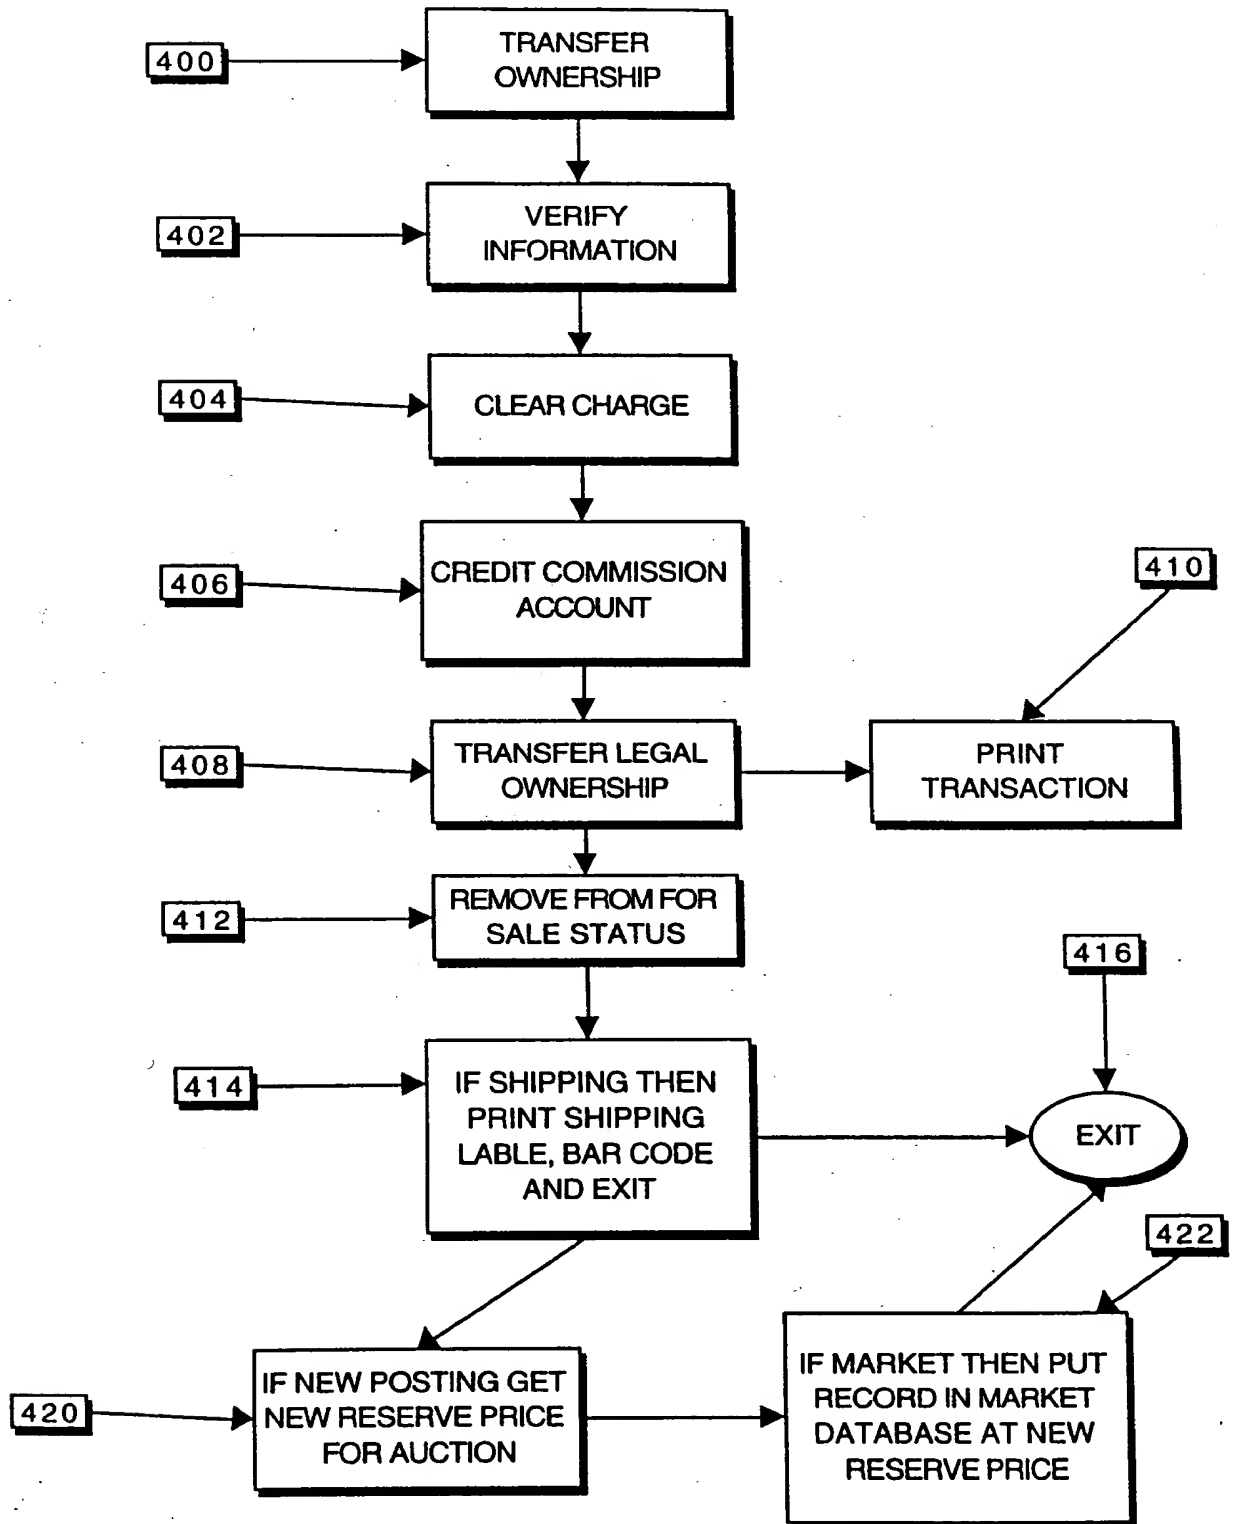 400
TRANSFER
OWNERSHIP
402
VERIFY
INFORMATION
404
CLEAR CHARGE
406
CREDIT COMMISSION
ACCOUNT
410
408
TRANSFER LEGAL
OWNERSHIP
PRINT
TRANSACTION
412
REMOVE FROM FOR
SALE STATUS
416
414
IF SHIPPING THEN
PRINT SHIPPING
LABLE, BAR CODE
AND EXIT
EXIT
422
420
IF NEW POSTING GET
NEW RESERVE PRICE
FOR AUCTION
IF MARKET THEN PUT
RECORD IN MARKET
DATABASE AT NEW
RESERVE PRICE